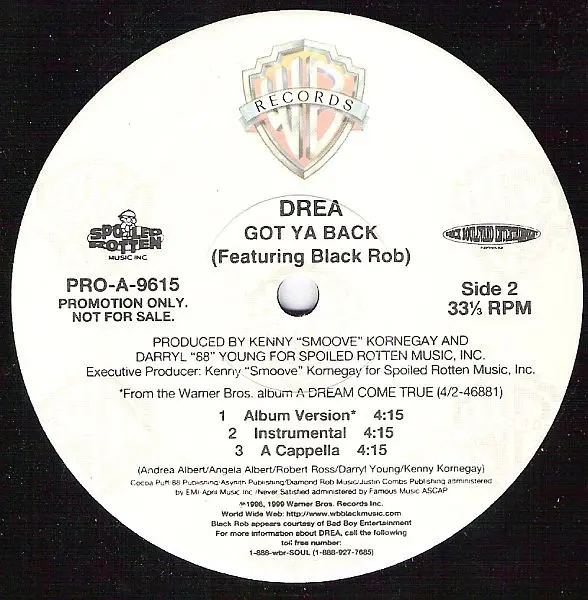 WB
RECORDS
DREA
GOT YA BACK
(Featuring Black Rob)
SPOILED
ROTTEN
MUSIC INC.
PRO-A-9615
PROMOTION ONLY.
NOT FOR SALE.
Side 2
33⅓ RPM
PRODUCED BY KENNY "SMOOVE" KORNEGAY AND
DARRYL "88" YOUNG FOR SPOILED ROTTEN MUSIC, INC.
Executive Producer: Kenny "Smoove" Kornegay for Spoiled Rotten Music, Inc.
*From the Warner Bros. album A DREAM COME TRUE (4/2-46881)
1 Album Version* 4:15
2 Instrumental 4:15
3 A Cappella 4:15
(Andrea Albert/Angela Albert/Robert Ross/Darryl Young/Kenny Kornegay)
Cocoa Puff 88 Publishing/Asynth Publishing/Diamond Rob Music/Justin Combs Publishing administered
by EMI-April Music Inc./Never Satisfied administered by Famous Music ASCAP
℗1998, 1999 Warner Bros. Records Inc.
World Wide Web: http://www.wbblackmusic.com
Black Rob appears courtesy of Bad Boy Entertainment
For more information about DREA, call the following
toll free number:
1-888-wbr-SOUL (1-888-927-7685)